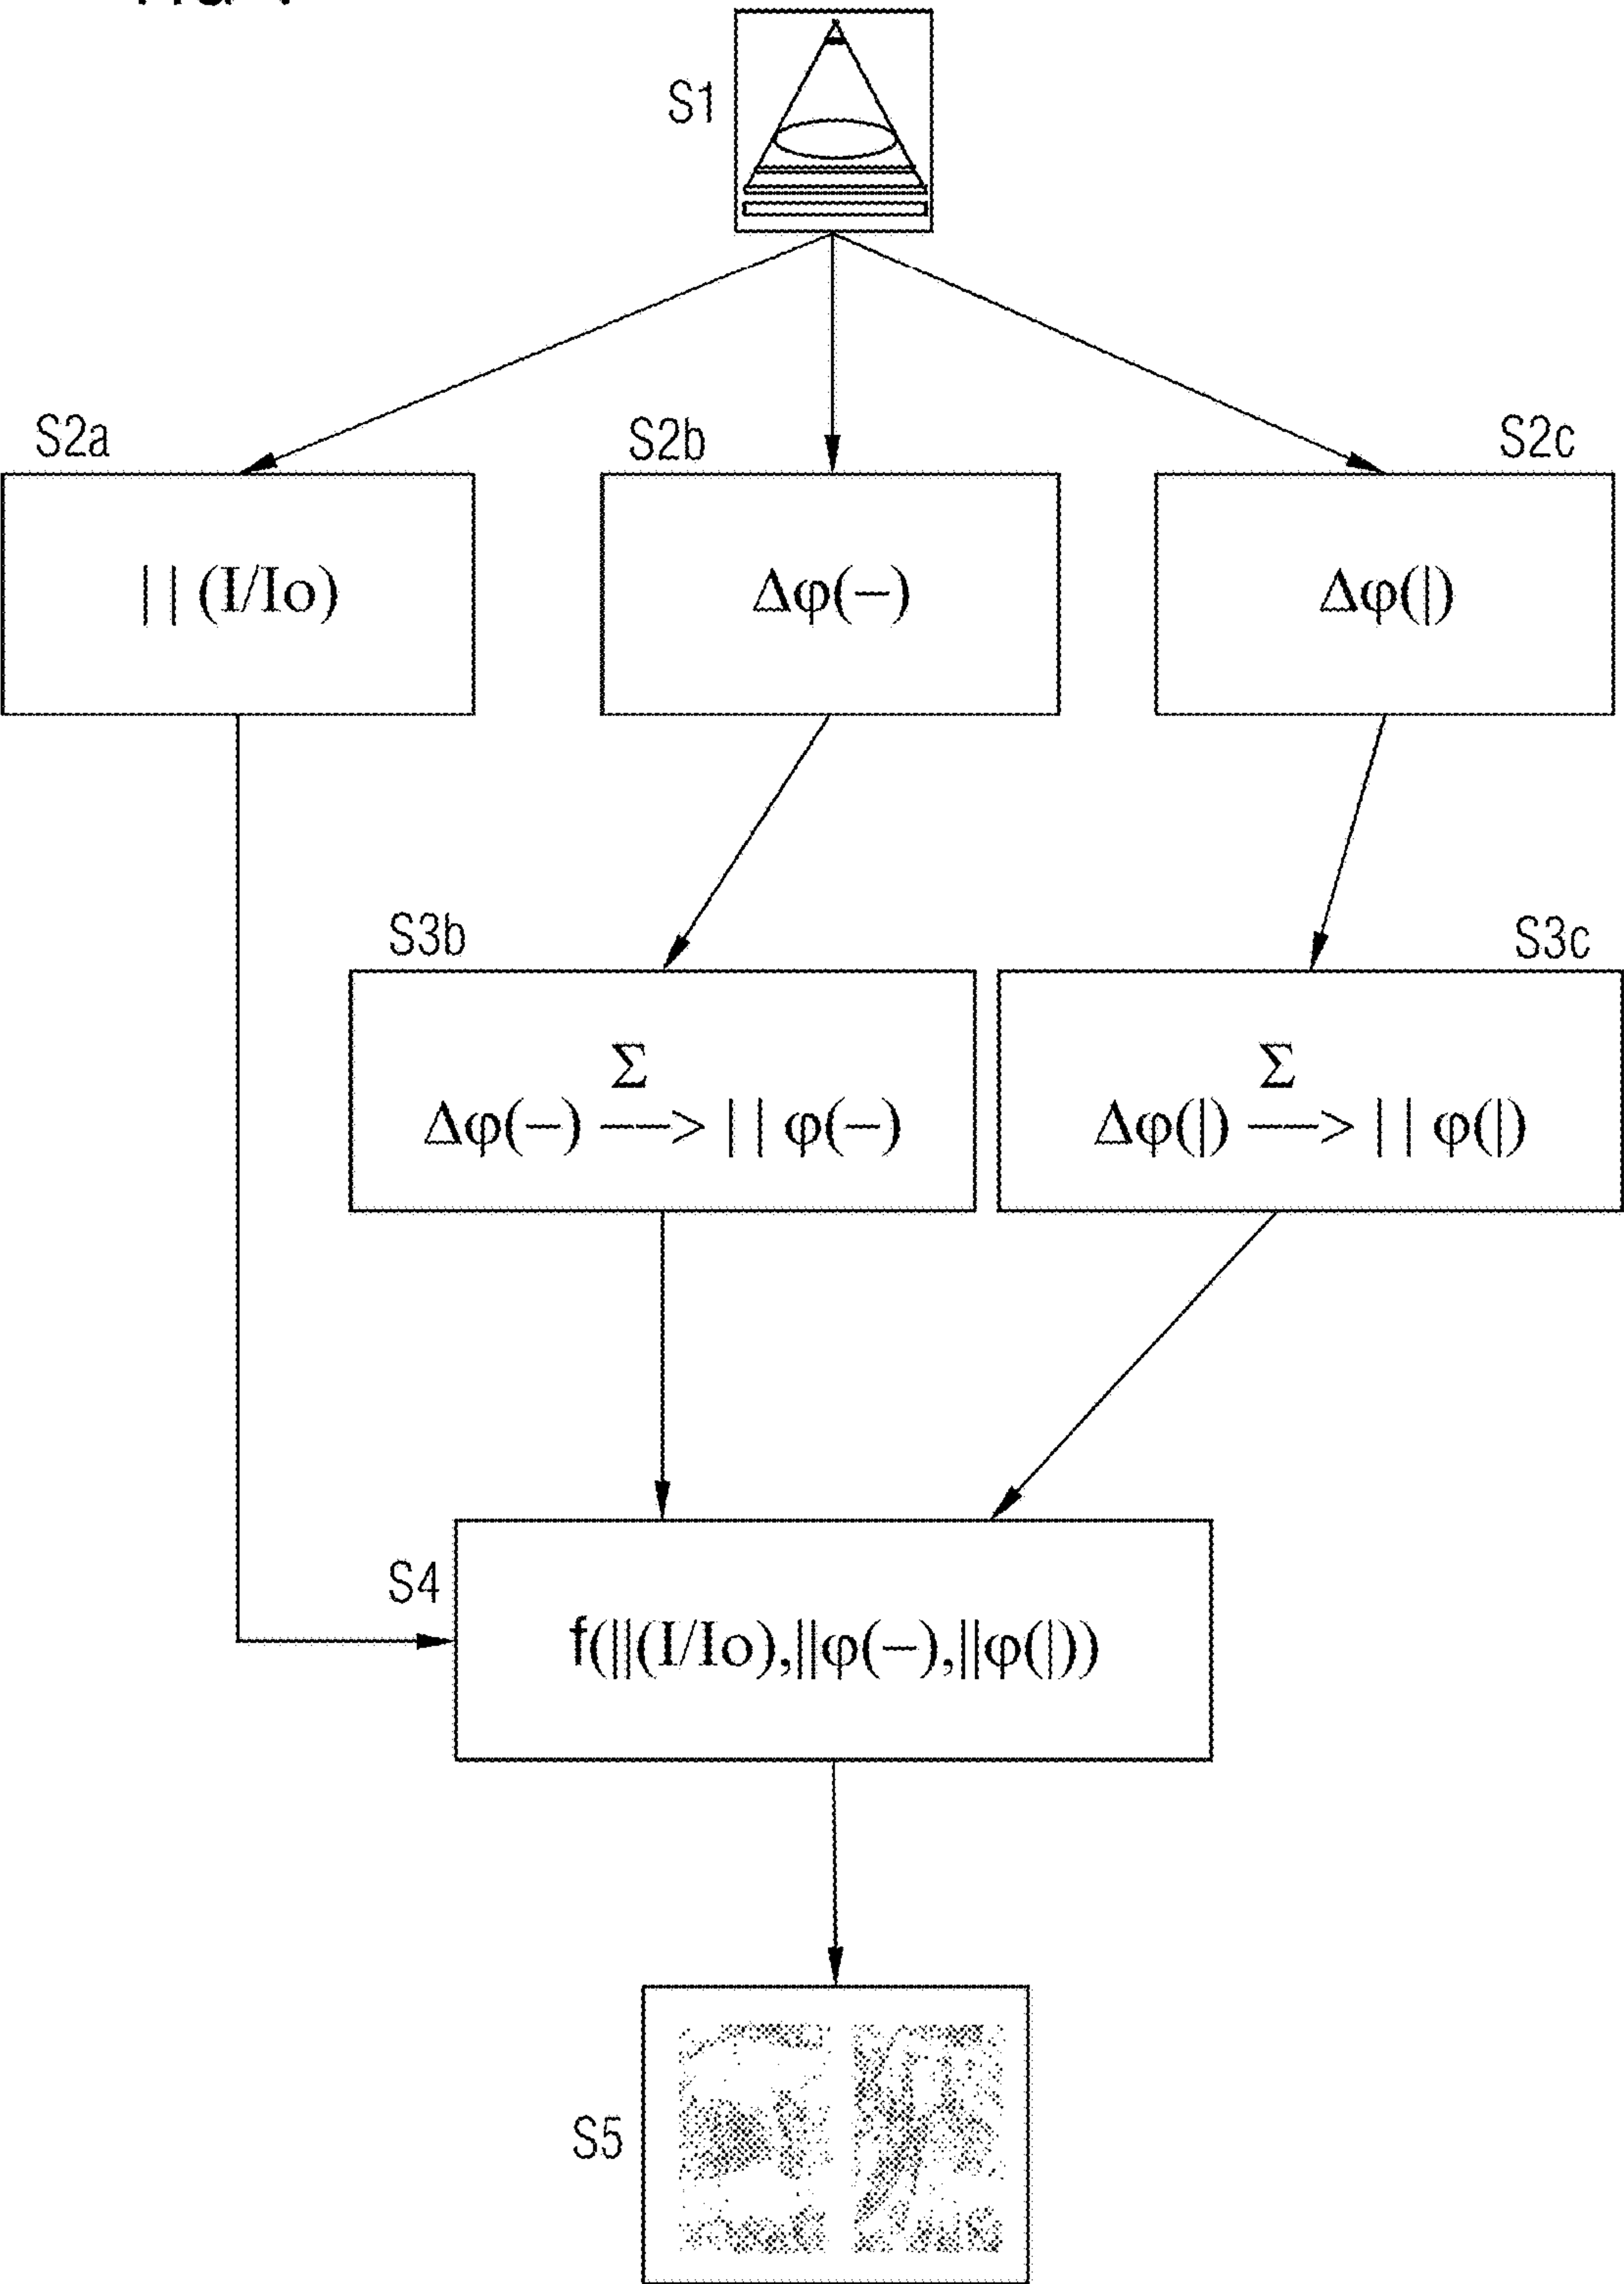 S1
S2a
S2b
S2c
| | (I/Io)
Δφ(–)
Δφ(|)
S3b
S3c
Σ
Δφ(–) —–> | | φ(–)
Σ
Δφ(|) —–> | | φ(|)
S4
f(||(I/Io),||φ(–),||φ(|))
S5